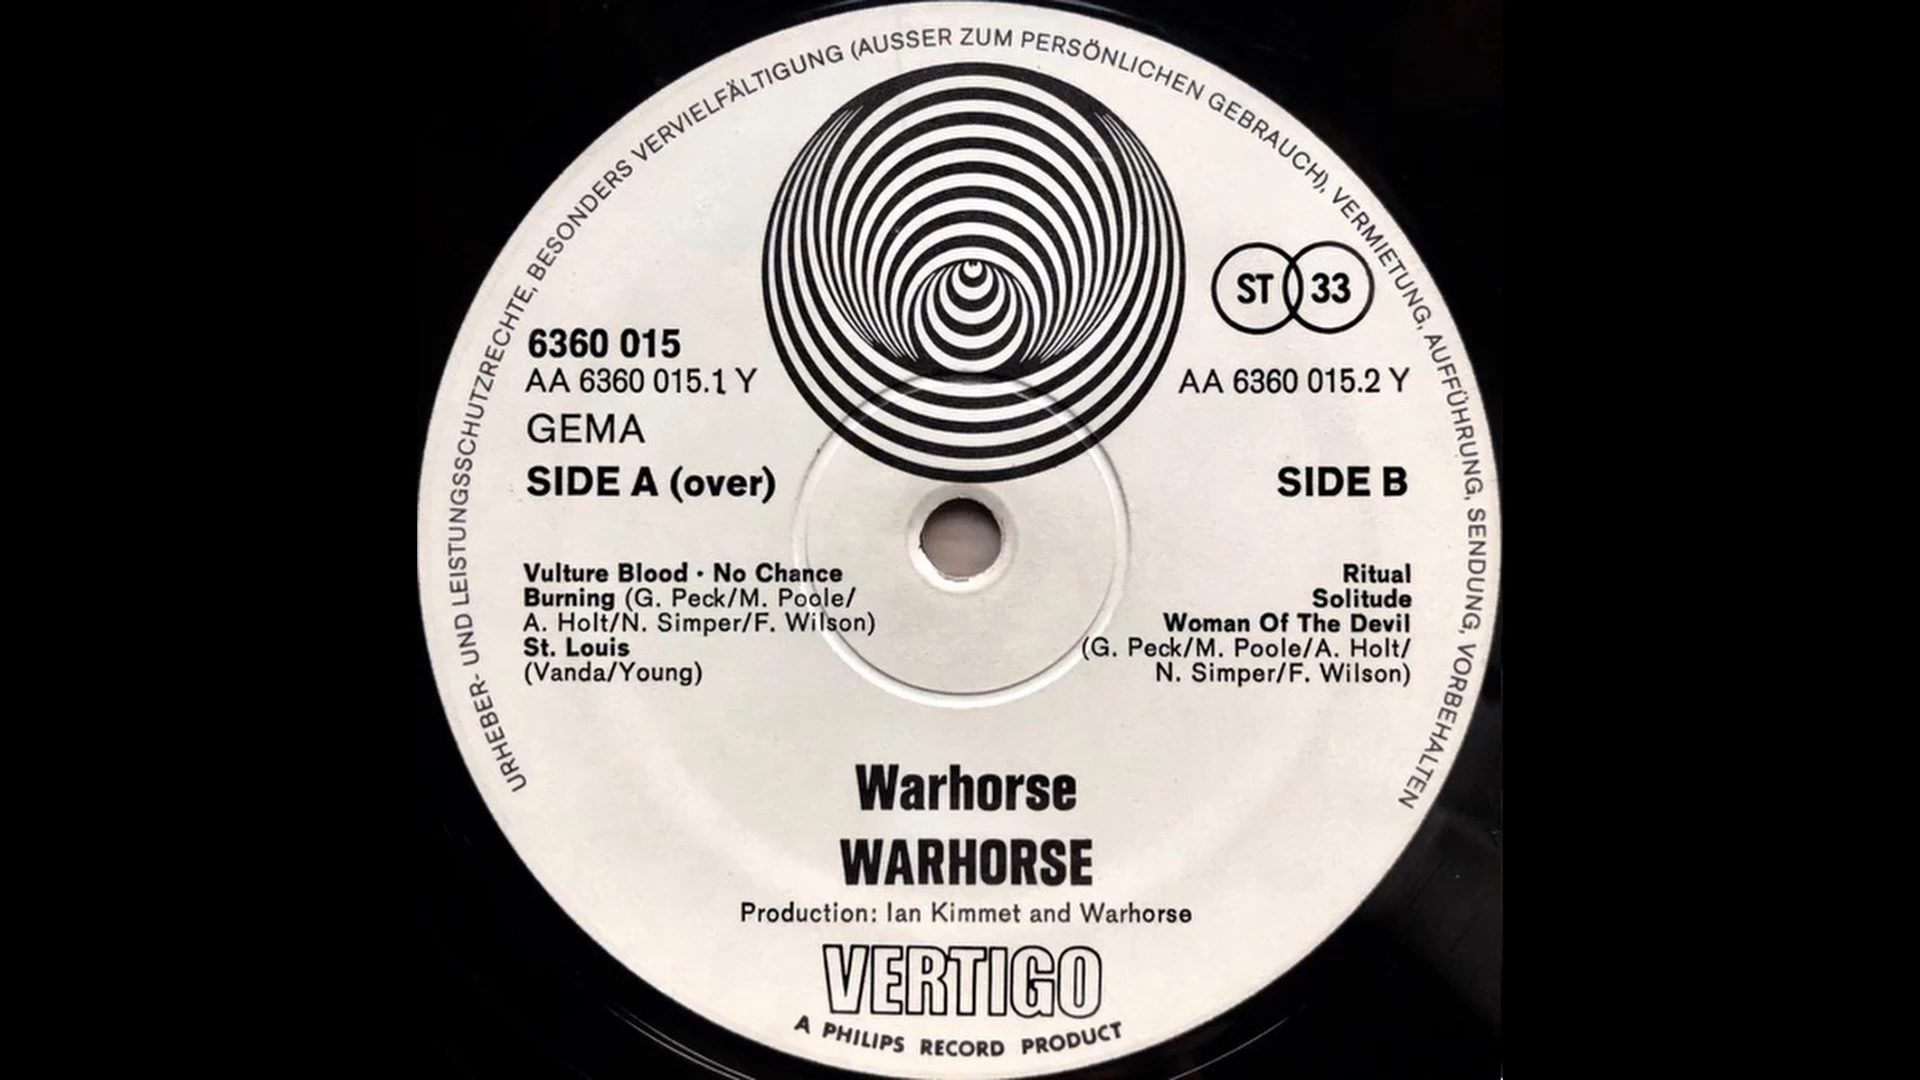 URHEBER- UND LEISTUNGSSCHUTZRECHTE, BESONDERS VERVIELFÄLTIGUNG (AUSSER ZUM PERSÖNLICHEN GEBRAUCH), VERMIETUNG, AUFFÜHRUNG, SENDUNG, VORBEHALTEN
ST 33
6360 015
AA 6360 015.1 Y
GEMA
SIDE A (over)
AA 6360 015.2 Y
SIDE B
Vulture Blood · No Chance
Burning (G. Peck/M. Poole/
A. Holt/N. Simper/F. Wilson)
St. Louis
(Vanda/Young)
Ritual
Solitude
Woman Of The Devil
(G. Peck/M. Poole/A. Holt/
N. Simper/F. Wilson)
Warhorse
WARHORSE
Production: Ian Kimmet and Warhorse
VERTIGO
A PHILIPS RECORD PRODUCT